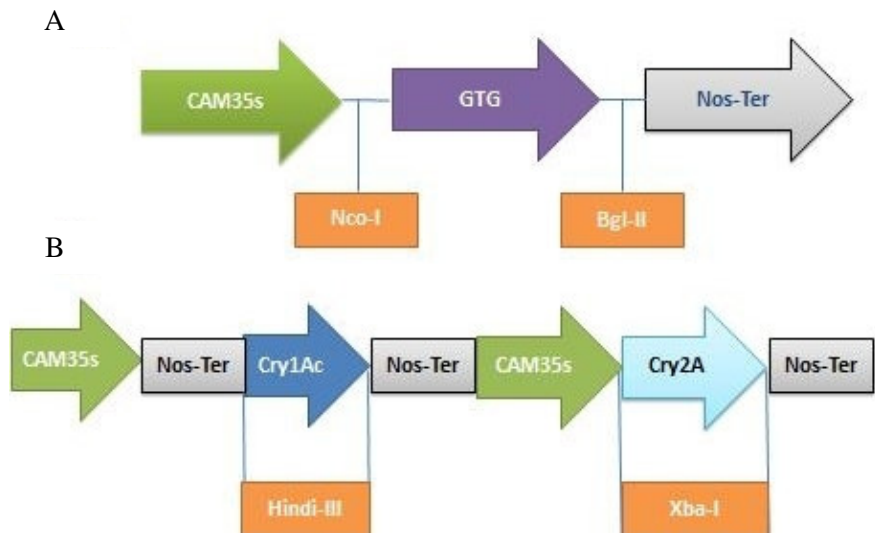 A
CAM35s
GTG
Nos-Ter
Nco-I
Bgl-II
B
CAM35s
Nos-Ter
Cry1Ac
Nos-Ter
CAM35s
Cry2A
Nos-Ter
Hindi-III
Xba-I